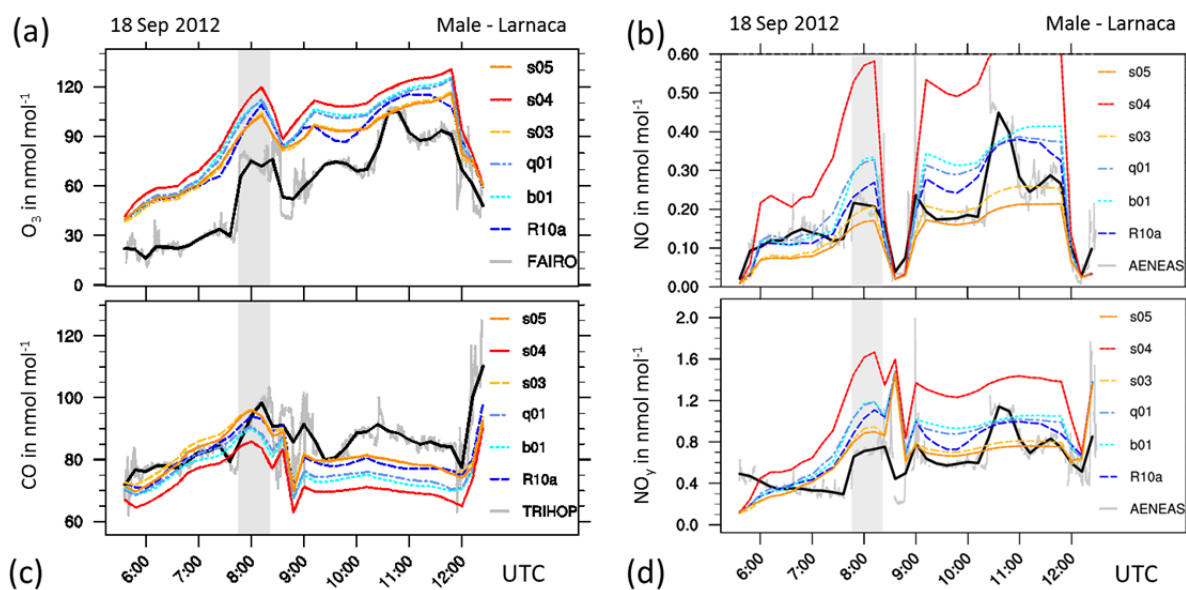 (a) 18 Sep 2012 Male - Larnaca
O3 in nmol mol-1
120
90
60
30
0
s05
s04
s03
q01
b01
R10a
FAIRO
(b) 18 Sep 2012 Male - Larnaca
NO in nmol mol-1
0.60
0.40
0.30
0.20
0.10
0.00
s05
s04
s03
q01
b01
R10a
AENEAS
CO in nmol mol-1
120
100
80
60
s05
s04
s03
q01
b01
R10a
TRIHOP
(c) 6:00 7:00 8:00 9:00 10:00 11:00 12:00 UTC
NOy in nmol mol-1
2.0
1.6
1.2
0.8
0.4
0.0
s05
s04
s03
q01
b01
R10a
AENEAS
(d) 6:00 7:00 8:00 9:00 10:00 11:00 12:00 UTC